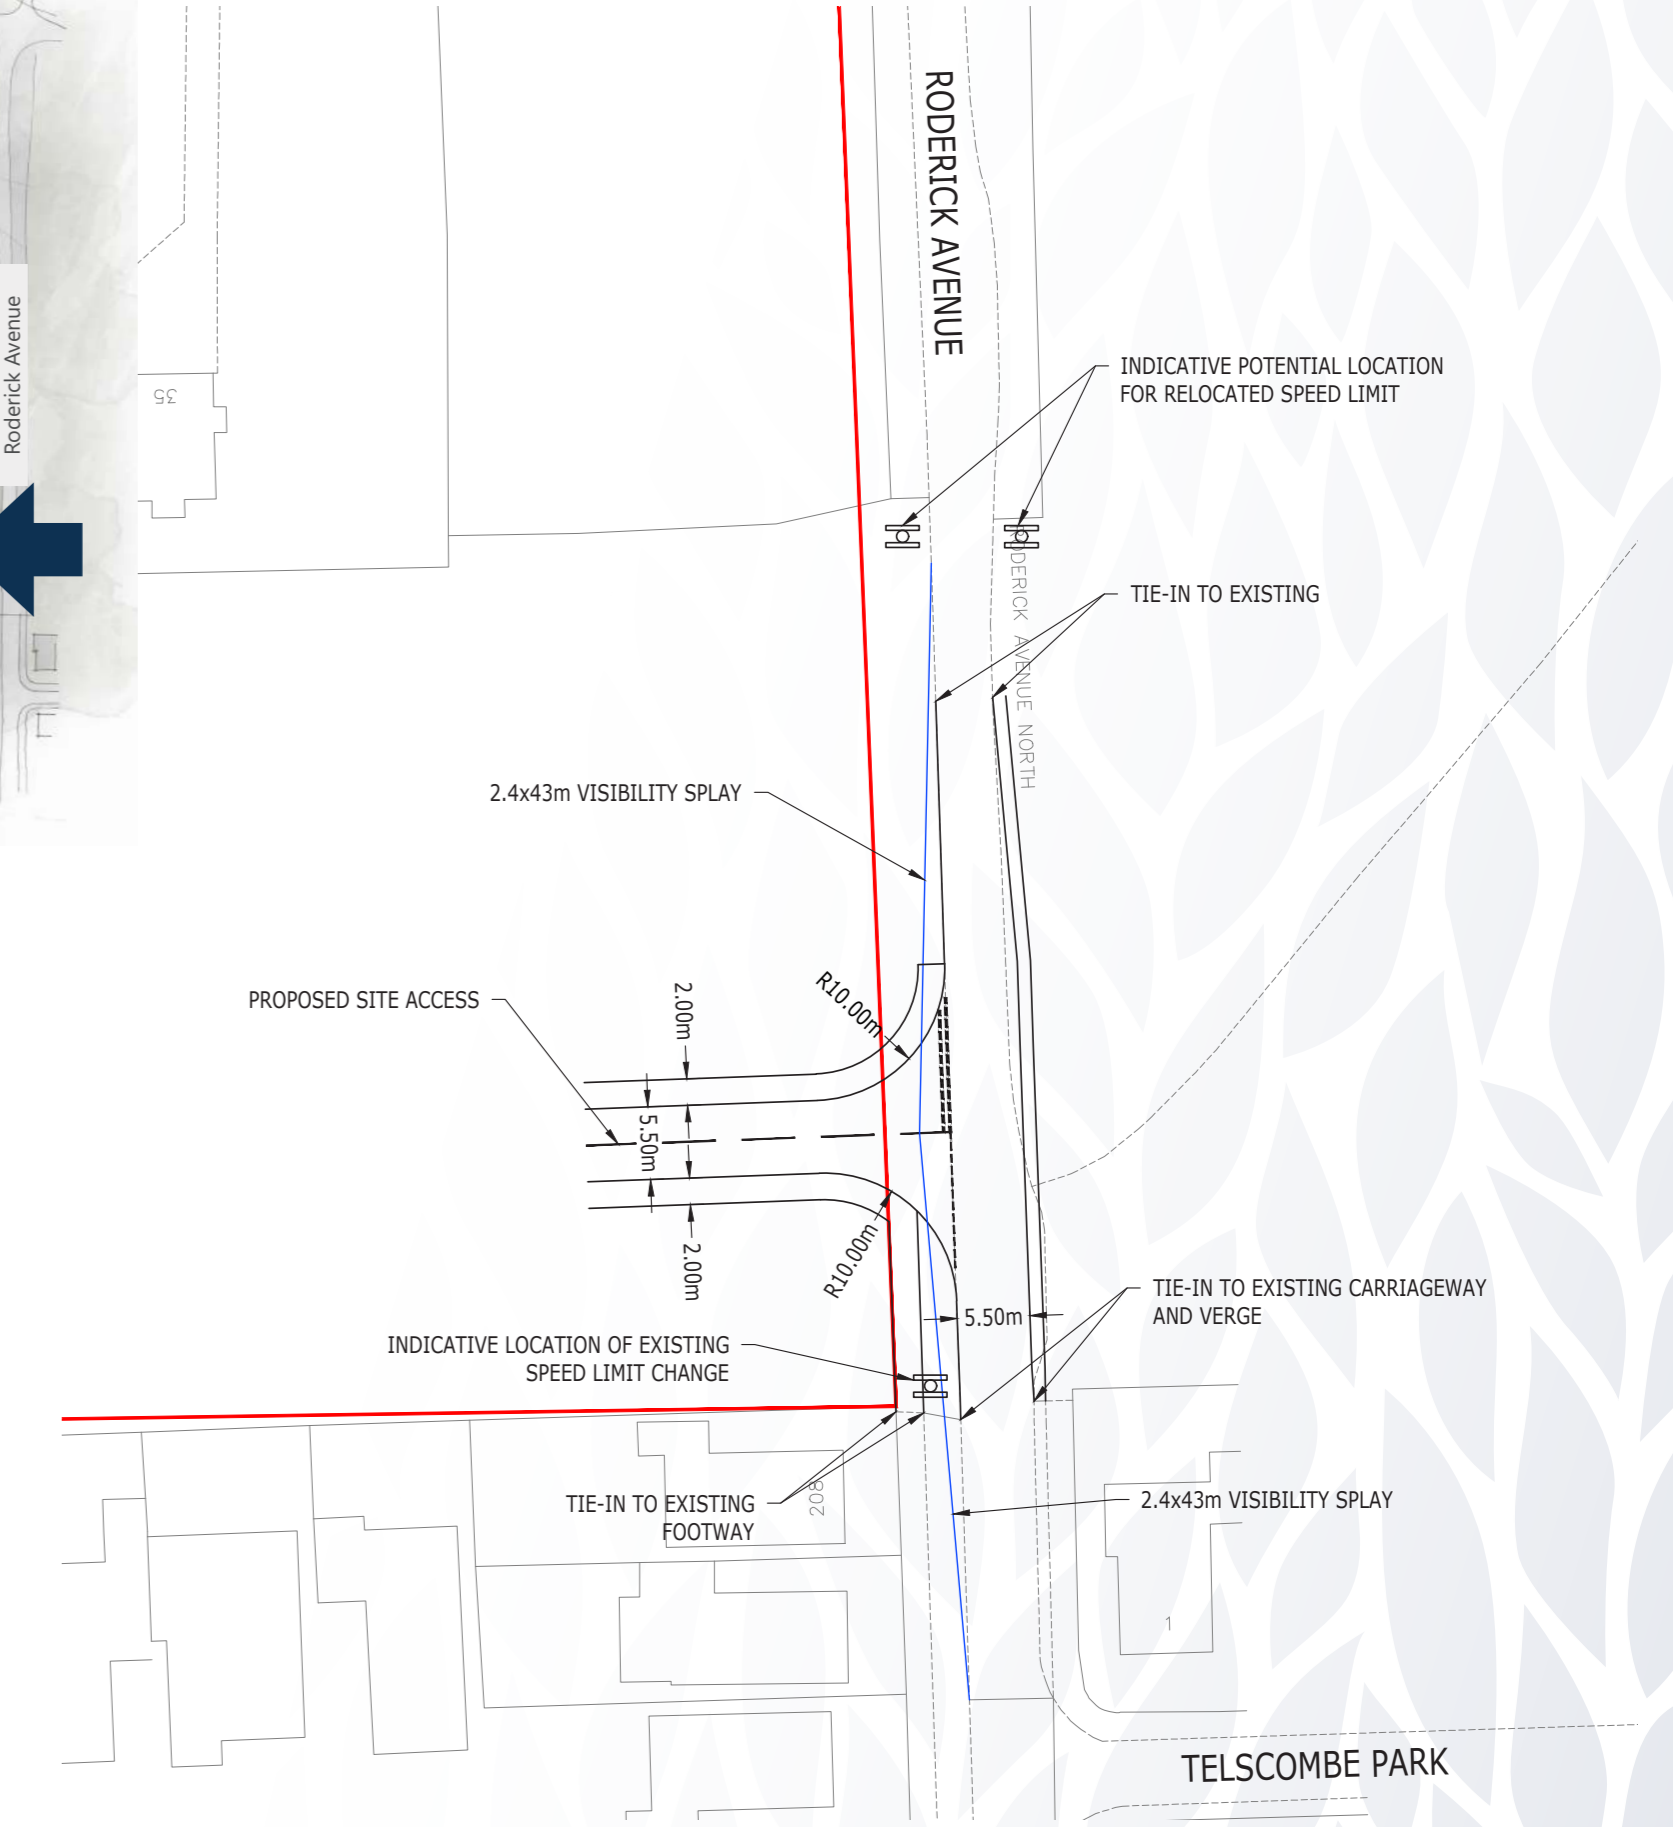 RODERICK AVENUE
Roderick Avenue
35
INDICATIVE POTENTIAL LOCATION
FOR RELOCATED SPEED LIMIT
RODERICK AVENUE NORTH
TIE-IN TO EXISTING
2.4x43m VISIBILITY SPLAY
PROPOSED SITE ACCESS
2.00m
R10.00m
5.50m
2.00m
R10.00m
5.50m
TIE-IN TO EXISTING CARRIAGEWAY
AND VERGE
INDICATIVE LOCATION OF EXISTING
SPEED LIMIT CHANGE
TIE-IN TO EXISTING
FOOTWAY
208
2.4x43m VISIBILITY SPLAY
1
TELSCOMBE PARK